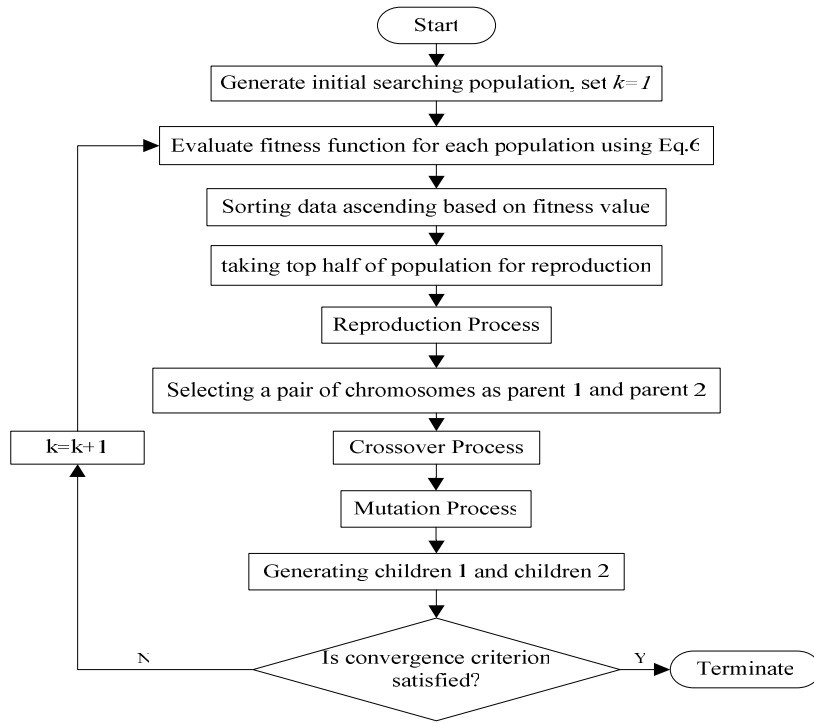 Start
Generate initial searching population, set k=1
Evaluate fitness function for each population using Eq.6
Sorting data ascending based on fitness value
taking top half of population for reproduction
Reproduction Process
Selecting a pair of chromosomes as parent 1 and parent 2
k=k+1
Crossover Process
Mutation Process
Generating children 1 and children 2
N
Is convergence criterion
satisfied?
Y
Terminate